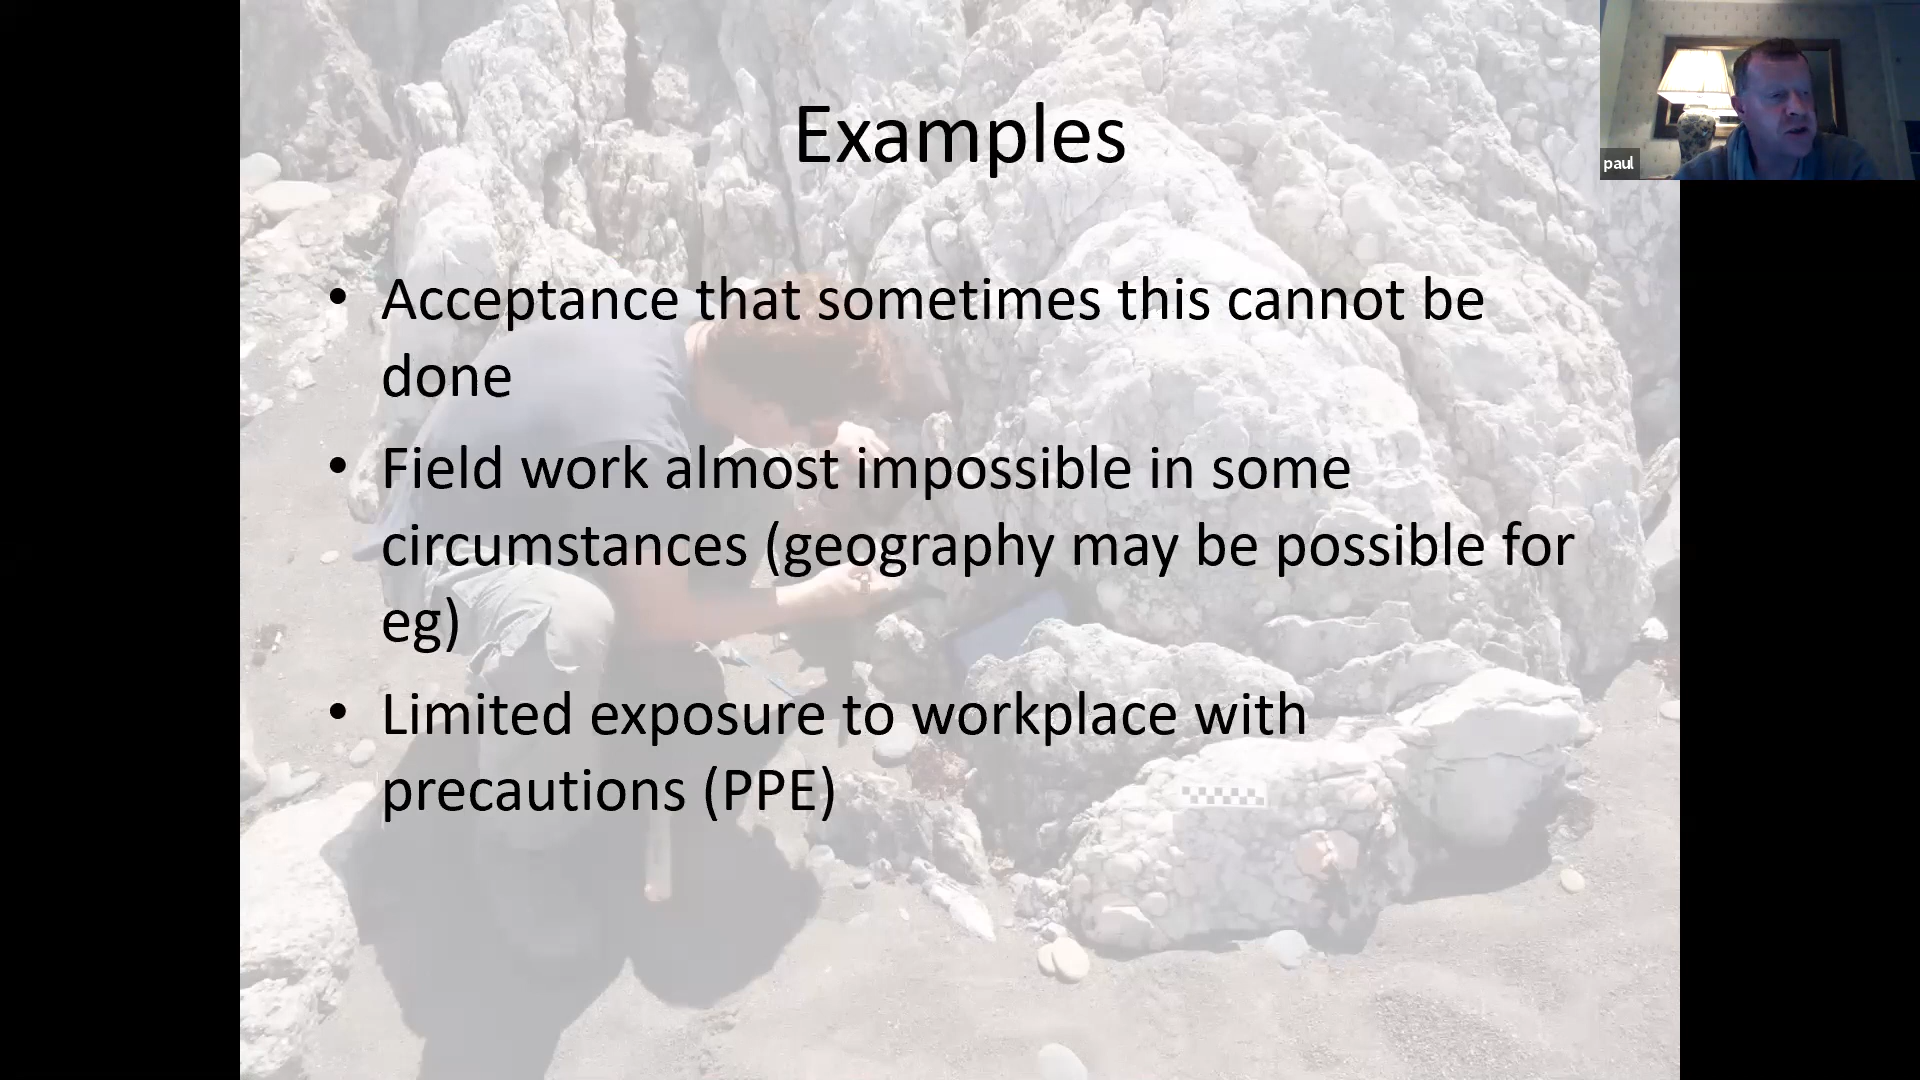 Examples
paul
• Acceptance that sometimes this cannot be
done
• Field work almost impossible in some
circumstances (geography may be possible for
eg)
• Limited exposure to workplace with
precautions (PPE)